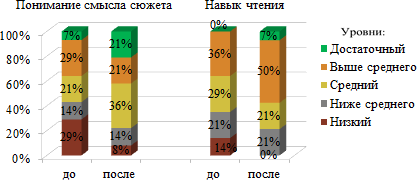 Понимание смысла сюжета
Навык чтения
100%
80%
60%
40%
20%
0%
7%
29%
21%
14%
29%
21%
21%
36%
14%
8%
0%
36%
29%
21%
14%
7%
50%
21%
21%
0%
до
после
до
после
Уровни:
Достаточный
Выше среднего
Средний
Ниже среднего
Низкий